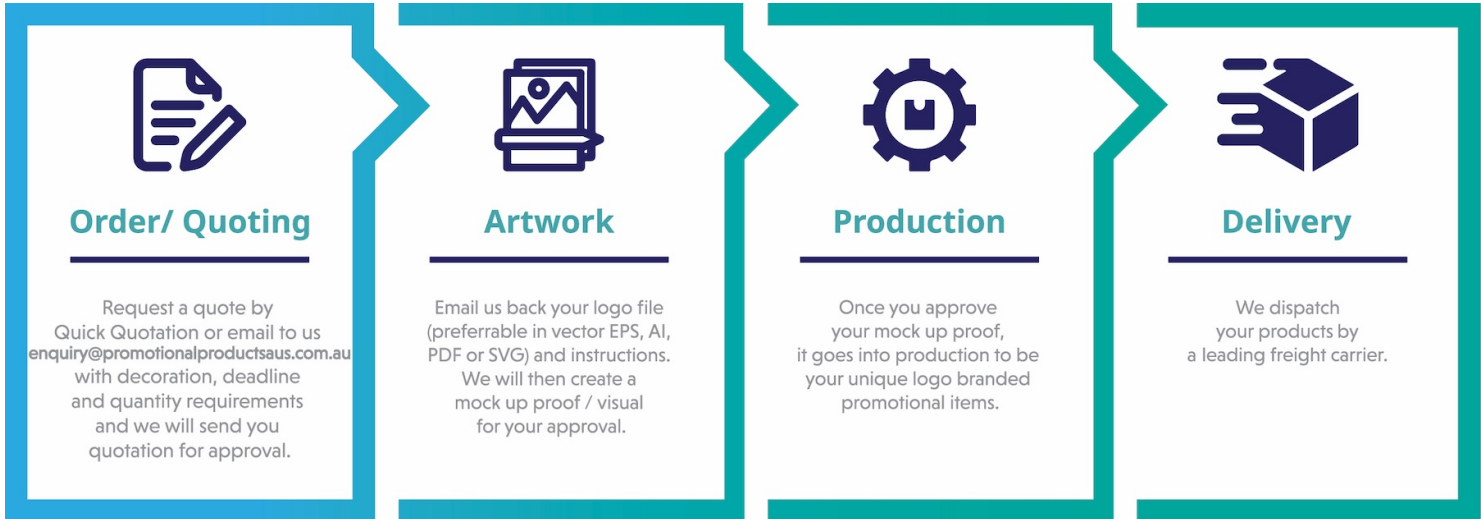 Order/ Quoting
Request a quote by
Quick Quotation or email to us
enquiry@promotionalproductsaus.com.au
with decoration, deadline
and quantity requirements
and we will send you
quotation for approval.
Artwork
Email us back your logo file
(preferrable in vector EPS, AI,
PDF or SVG) and instructions.
We will then create a
mock up proof / visual
for your approval.
Production
Once you approve
your mock up proof,
it goes into production to be
your unique logo branded
promotional items.
Delivery
We dispatch
your products by
a leading freight carrier.